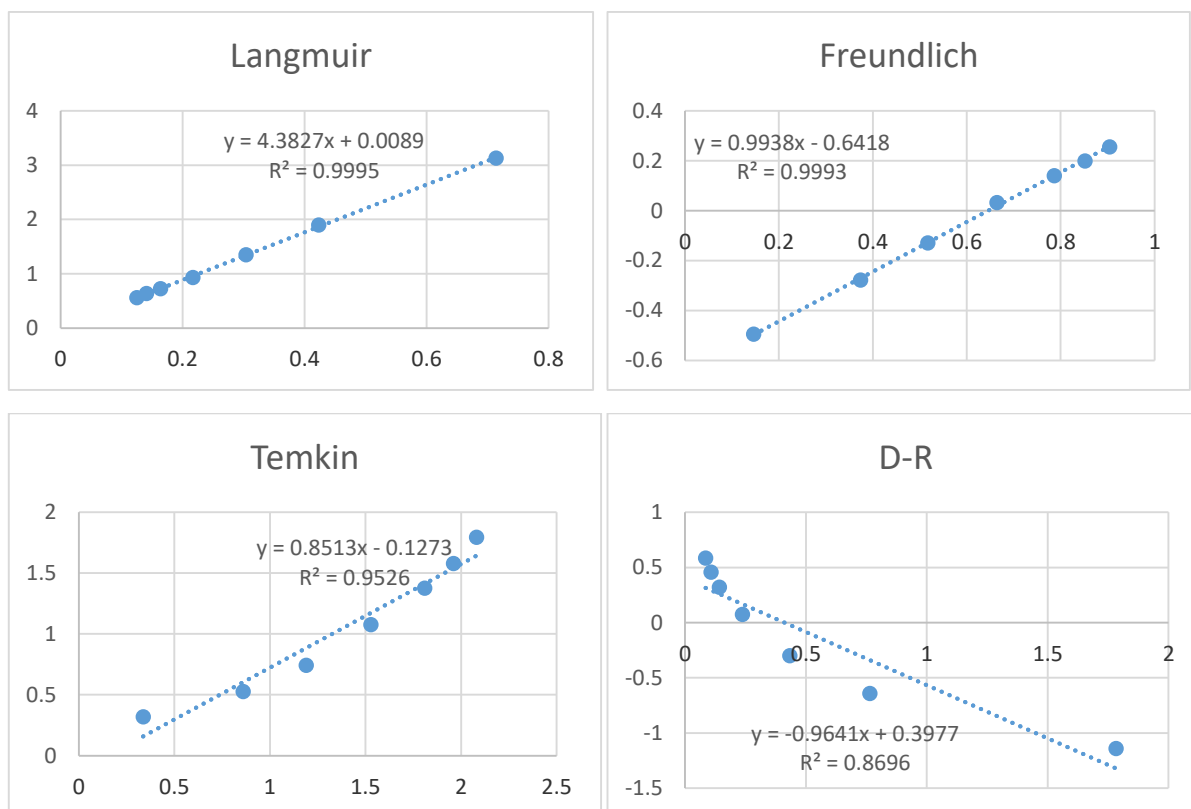 Langmuir
4
3
2
1
0
y = 4.3827x + 0.0089
R² = 0.9995
0 0.2 0.4 0.6 0.8
Freundlich
0.4
0.2
0
-0.2
-0.4
-0.6
y = 0.9938x - 0.6418
R² = 0.9993
0 0.2 0.4 0.6 0.8 1
Temkin
2
1.5
1
0.5
0
y = 0.8513x - 0.1273
R² = 0.9526
0 0.5 1 1.5 2 2.5
D-R
1
0.5
0
-0.5
-1
-1.5
0 0.5 1 1.5 2
y = -0.9641x + 0.3977
R² = 0.8696